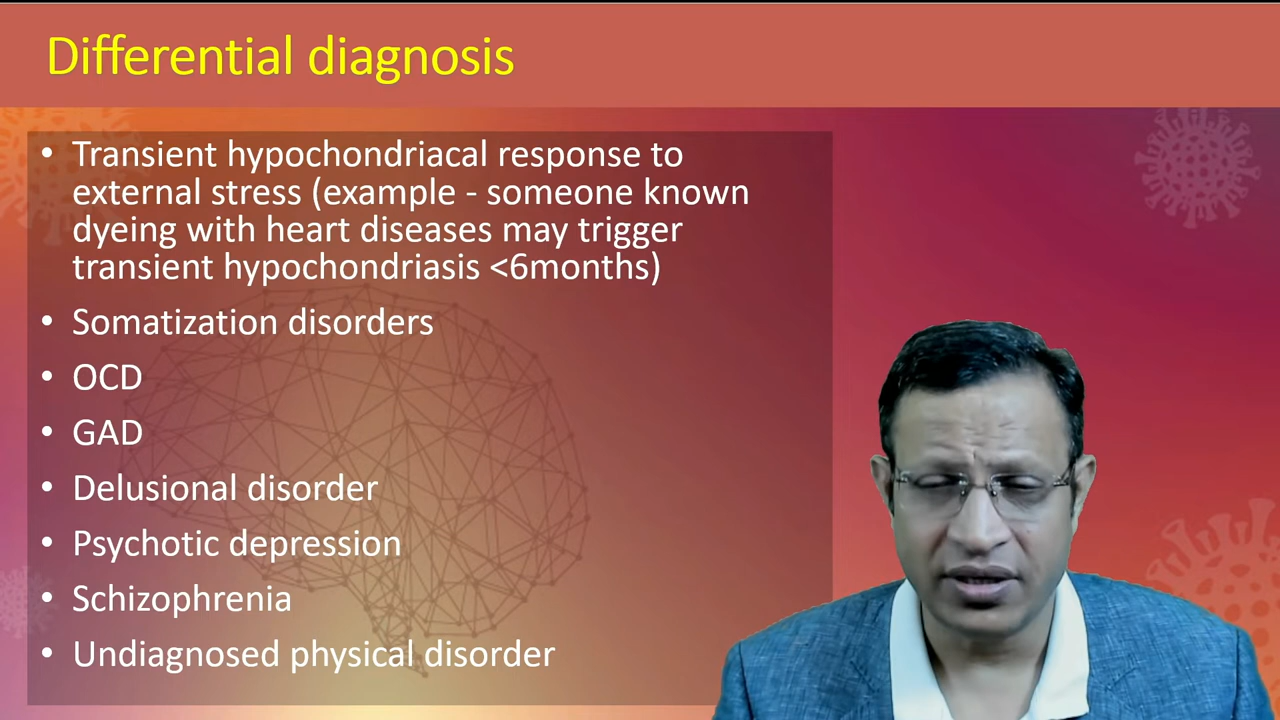 Differential diagnosis
• Transient hypochondriacal response to
external stress (example - someone known
dyeing with heart diseases may trigger
transient hypochondriasis <6months)
• Somatization disorders
• OCD
• GAD
• Delusional disorder
• Psychotic depression
• Schizophrenia
• Undiagnosed physical disorder